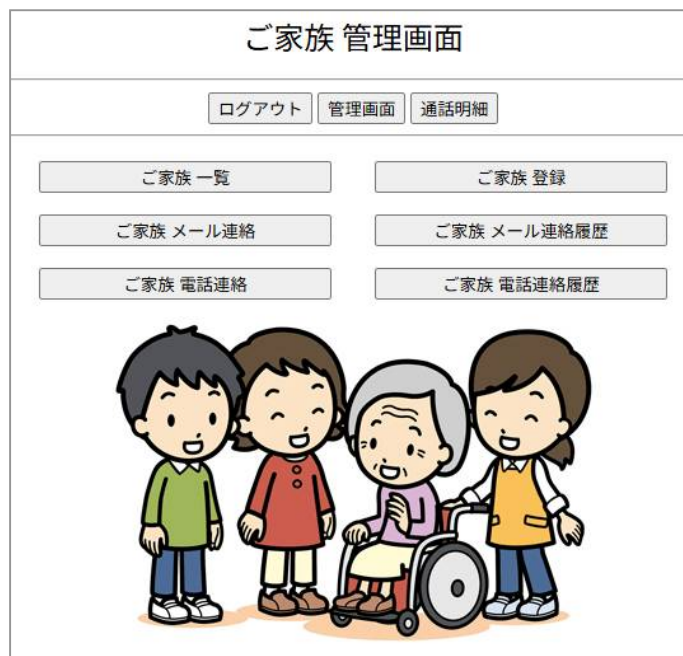 ご家族 管理画面
ログアウト 管理画面 通話明細
ご家族 一覧 ご家族 登録
ご家族 メール連絡 ご家族 メール連絡履歴
ご家族 電話連絡 ご家族 電話連絡履歴